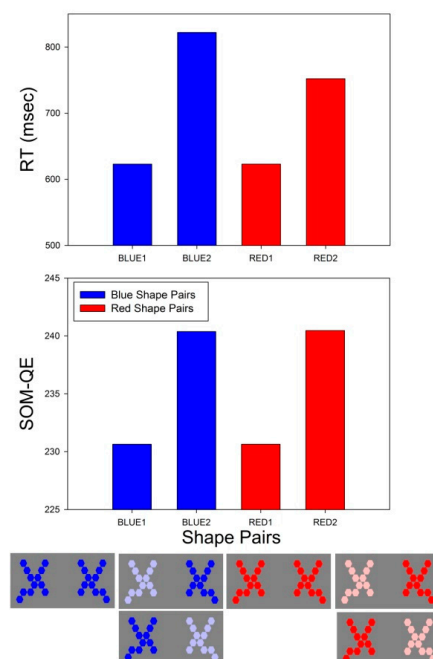 RT (msec)
800
700
600
500
BLUE1 BLUE2 RED1 RED2
SOM-QE
245
240
235
230
225
Blue Shape Pairs
Red Shape Pairs
BLUE1 BLUE2 RED1 RED2
Shape Pairs